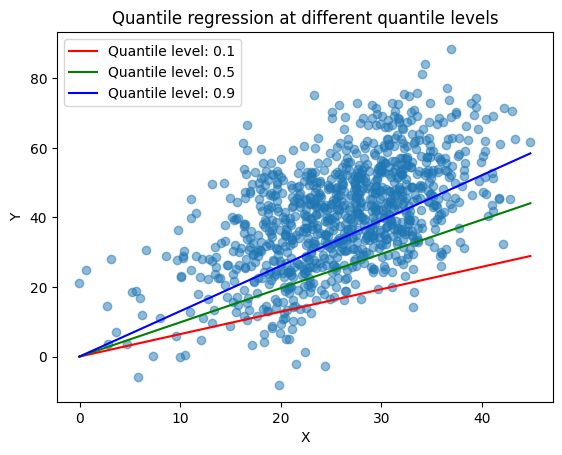 Quantile regression at different quantile levels
Quantile level: 0.1
Quantile level: 0.5
Quantile level: 0.9
80
60
40
20
0
Y
0 10 20 30 40
X